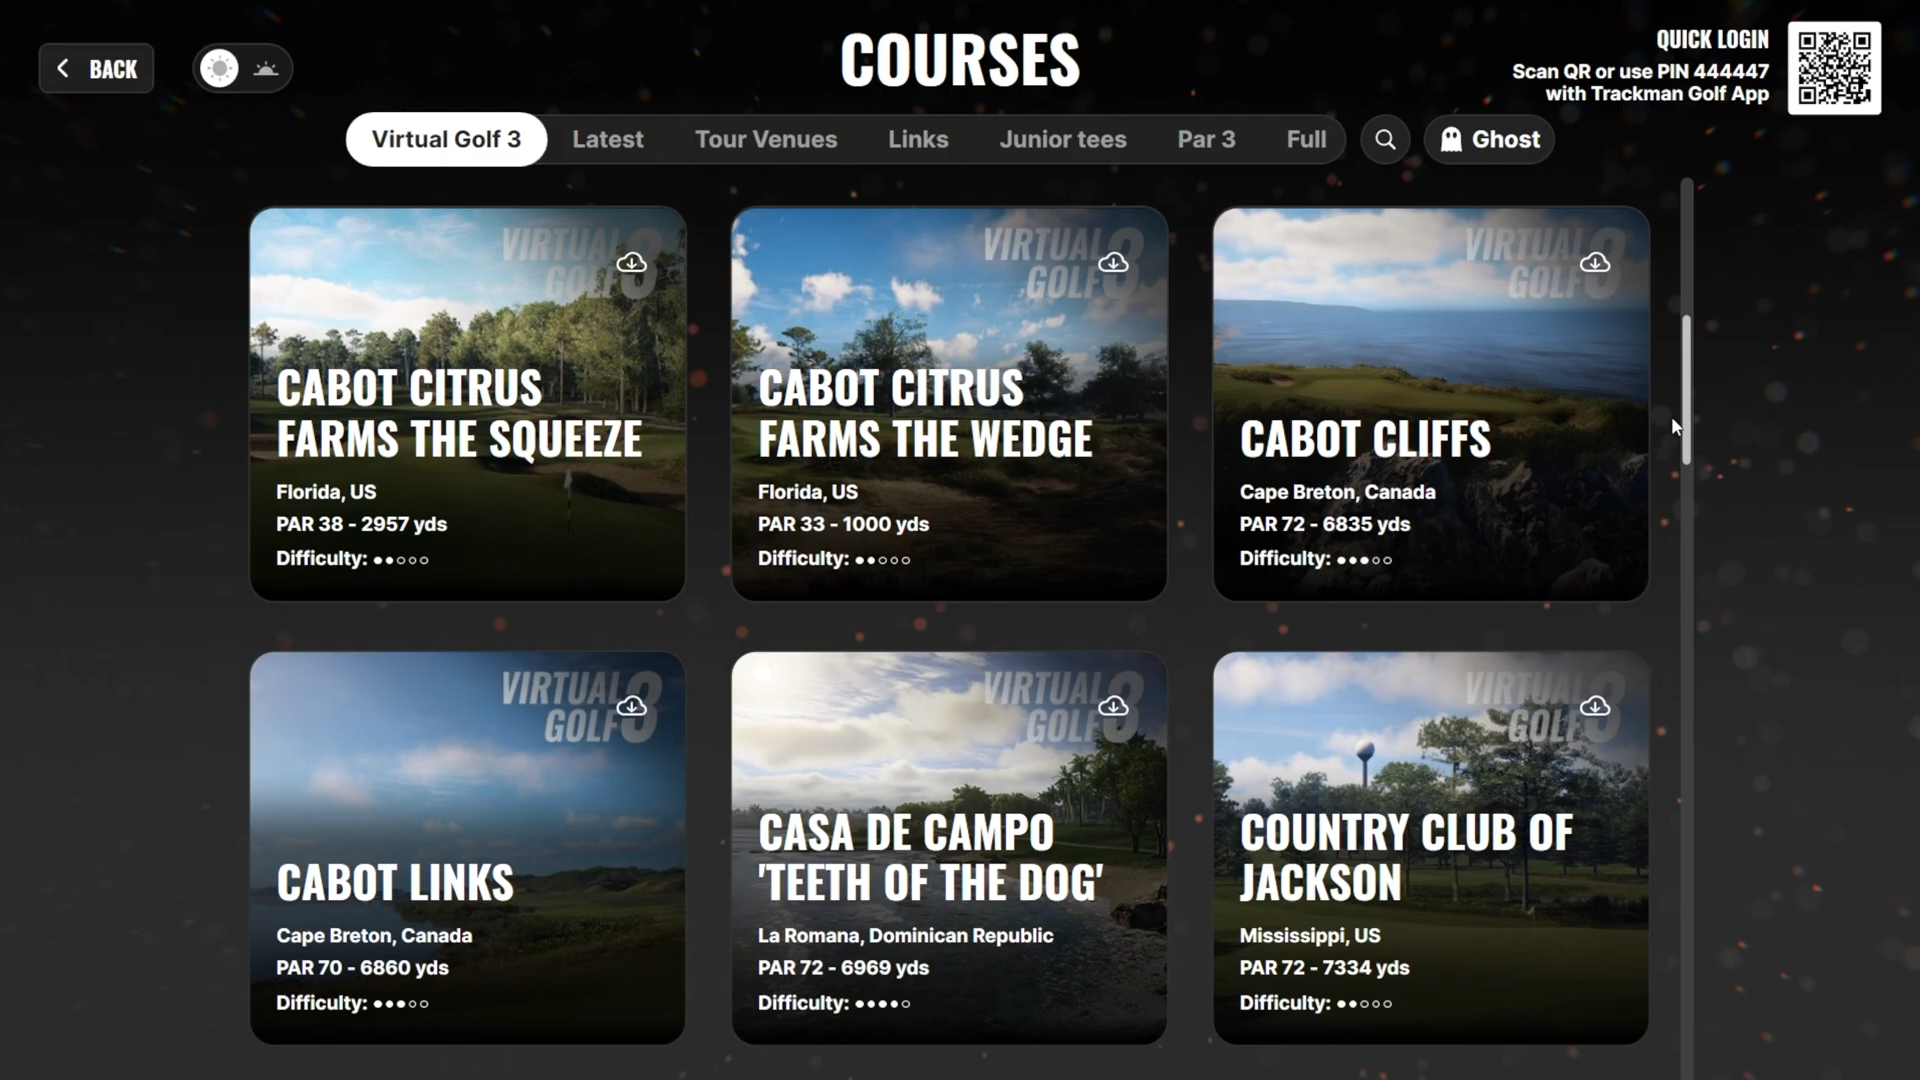 BACK
COURSES
QUICK LOGIN
Scan QR or use PIN 444447
with Trackman Golf App
Virtual Golf 3
Latest
Tour Venues
Links
Junior tees
Par 3
Full
Ghost
VIRTUAL
GOLF 3
CABOT CITRUS
FARMS THE SQUEEZE
Florida, US
PAR 38 - 2957 yds
Difficulty:
VIRTUAL
GOLF 3
CABOT CITRUS
FARMS THE WEDGE
Florida, US
PAR 33 - 1000 yds
Difficulty:
VIRTUAL
GOLF 3
CABOT CLIFFS
Cape Breton, Canada
PAR 72 - 6835 yds
Difficulty:
VIRTUAL
GOLF 3
CABOT LINKS
Cape Breton, Canada
PAR 70 - 6860 yds
Difficulty:
VIRTUAL
GOLF 3
CASA DE CAMPO
'TEETH OF THE DOG'
La Romana, Dominican Republic
PAR 72 - 6969 yds
Difficulty:
VIRTUAL
GOLF 3
COUNTRY CLUB OF
JACKSON
Mississippi, US
PAR 72 - 7334 yds
Difficulty: